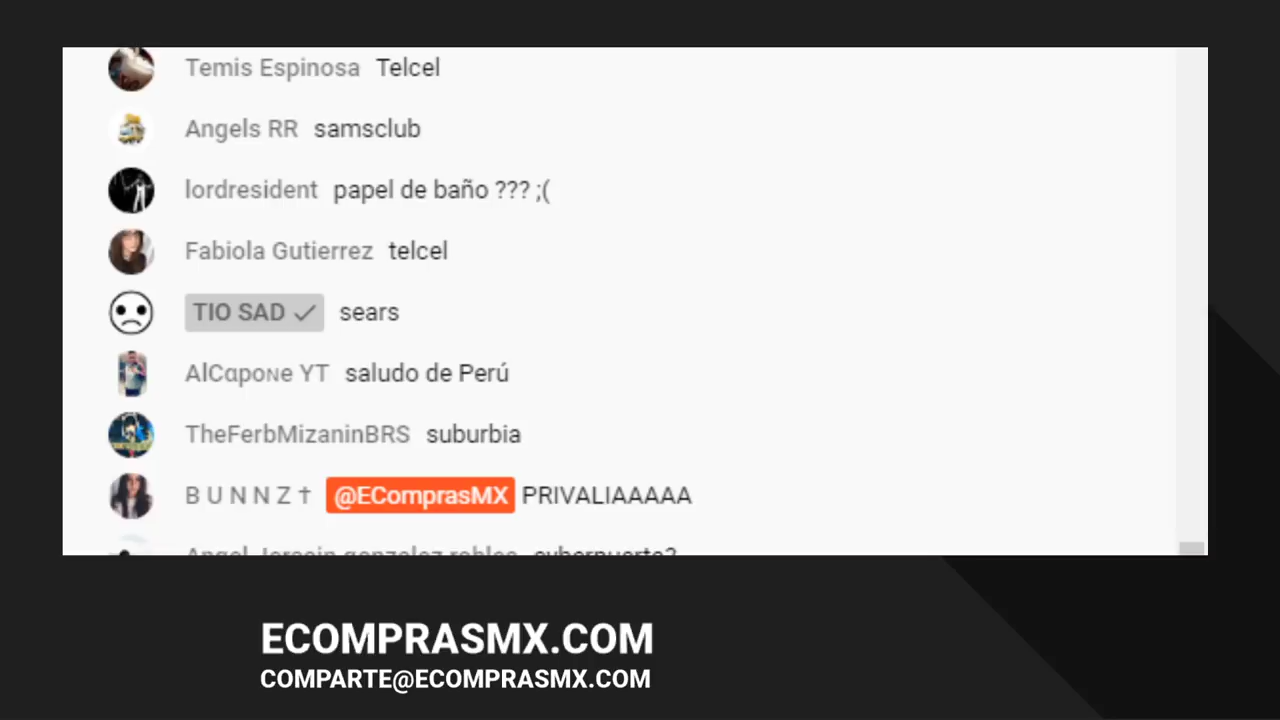 Temis Espinosa Telcel
Angels RR samsclub
lordresident papel de baño ??? ;(
Fabiola Gutierrez telcel
TIO SAD ✓ sears
AlCαpoɴe YT saludo de Perú
TheFerbMizaninBRS suburbia
B U N N Z † @EComprasMX PRIVALIAAAAA
ECOMPRASMX.COM
COMPARTE@ECOMPRASMX.COM